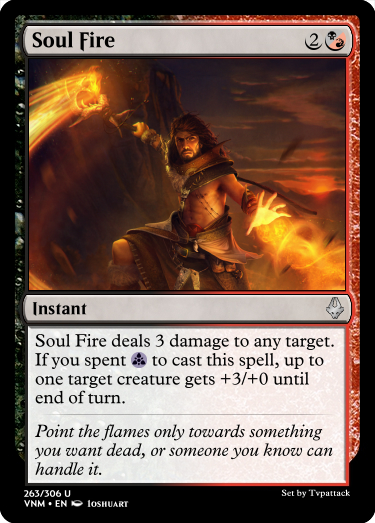 Soul Fire
2
Instant
Soul Fire deals 3 damage to any target.
If you spent to cast this spell, up to
one target creature gets +3/+0 until
end of turn.
Point the flames only towards something
you want dead, or someone you know can
handle it.
263/306 U
VNM • EN Ioshuart
Set by Tvpattack